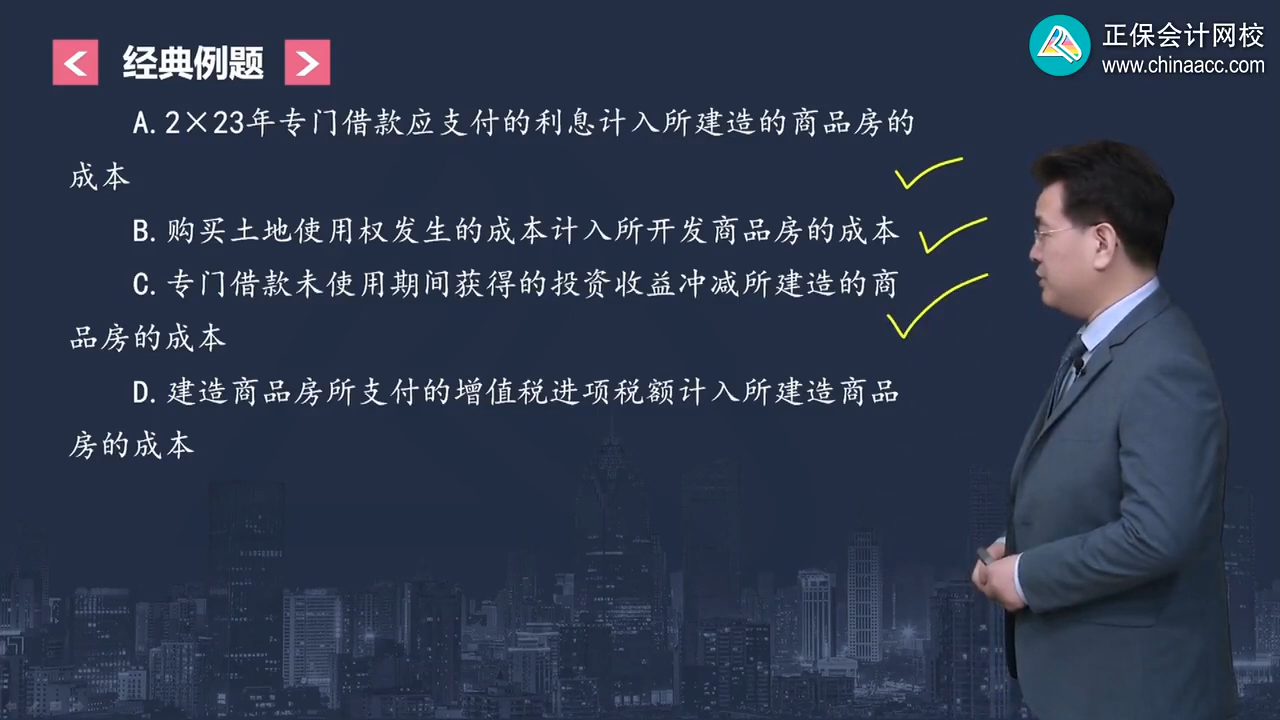 经典例题
正保会计网校
www.chinaacc.com
A. 2×23年专门借款应支付的利息计入所建造的商品房的
成本
B. 购买土地使用权发生的成本计入所开发商品房的成本
C. 专门借款未使用期间获得的投资收益冲减所建造的商
品房的成本
D. 建造商品房所支付的增值税进项税额计入所建造商品
房的成本